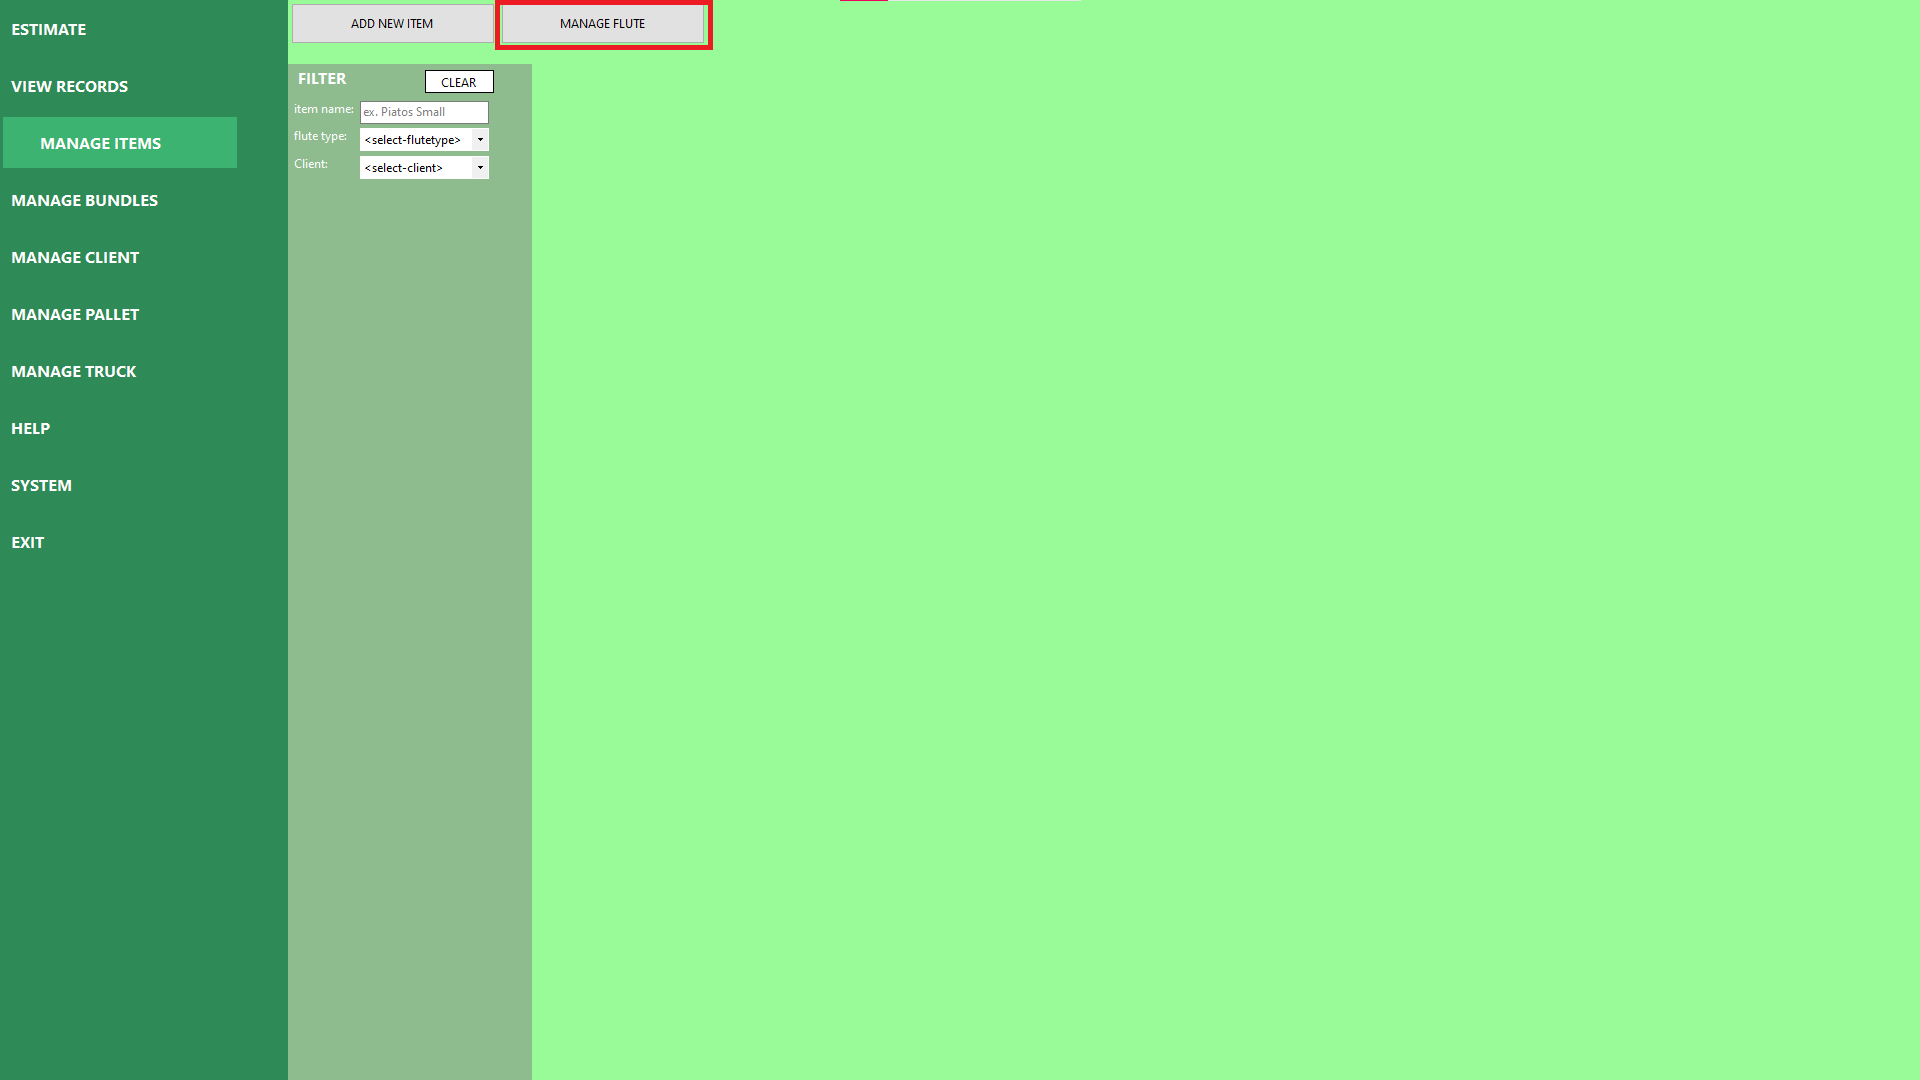 ESTIMATE
VIEW RECORDS
MANAGE ITEMS
MANAGE BUNDLES
MANAGE CLIENT
MANAGE PALLET
MANAGE TRUCK
HELP
SYSTEM
EXIT
ADD NEW ITEM
MANAGE FLUTE
FILTER
CLEAR
item name: ex. Piatos Small
flute type: <select-flutetype>
Client: <select-client>